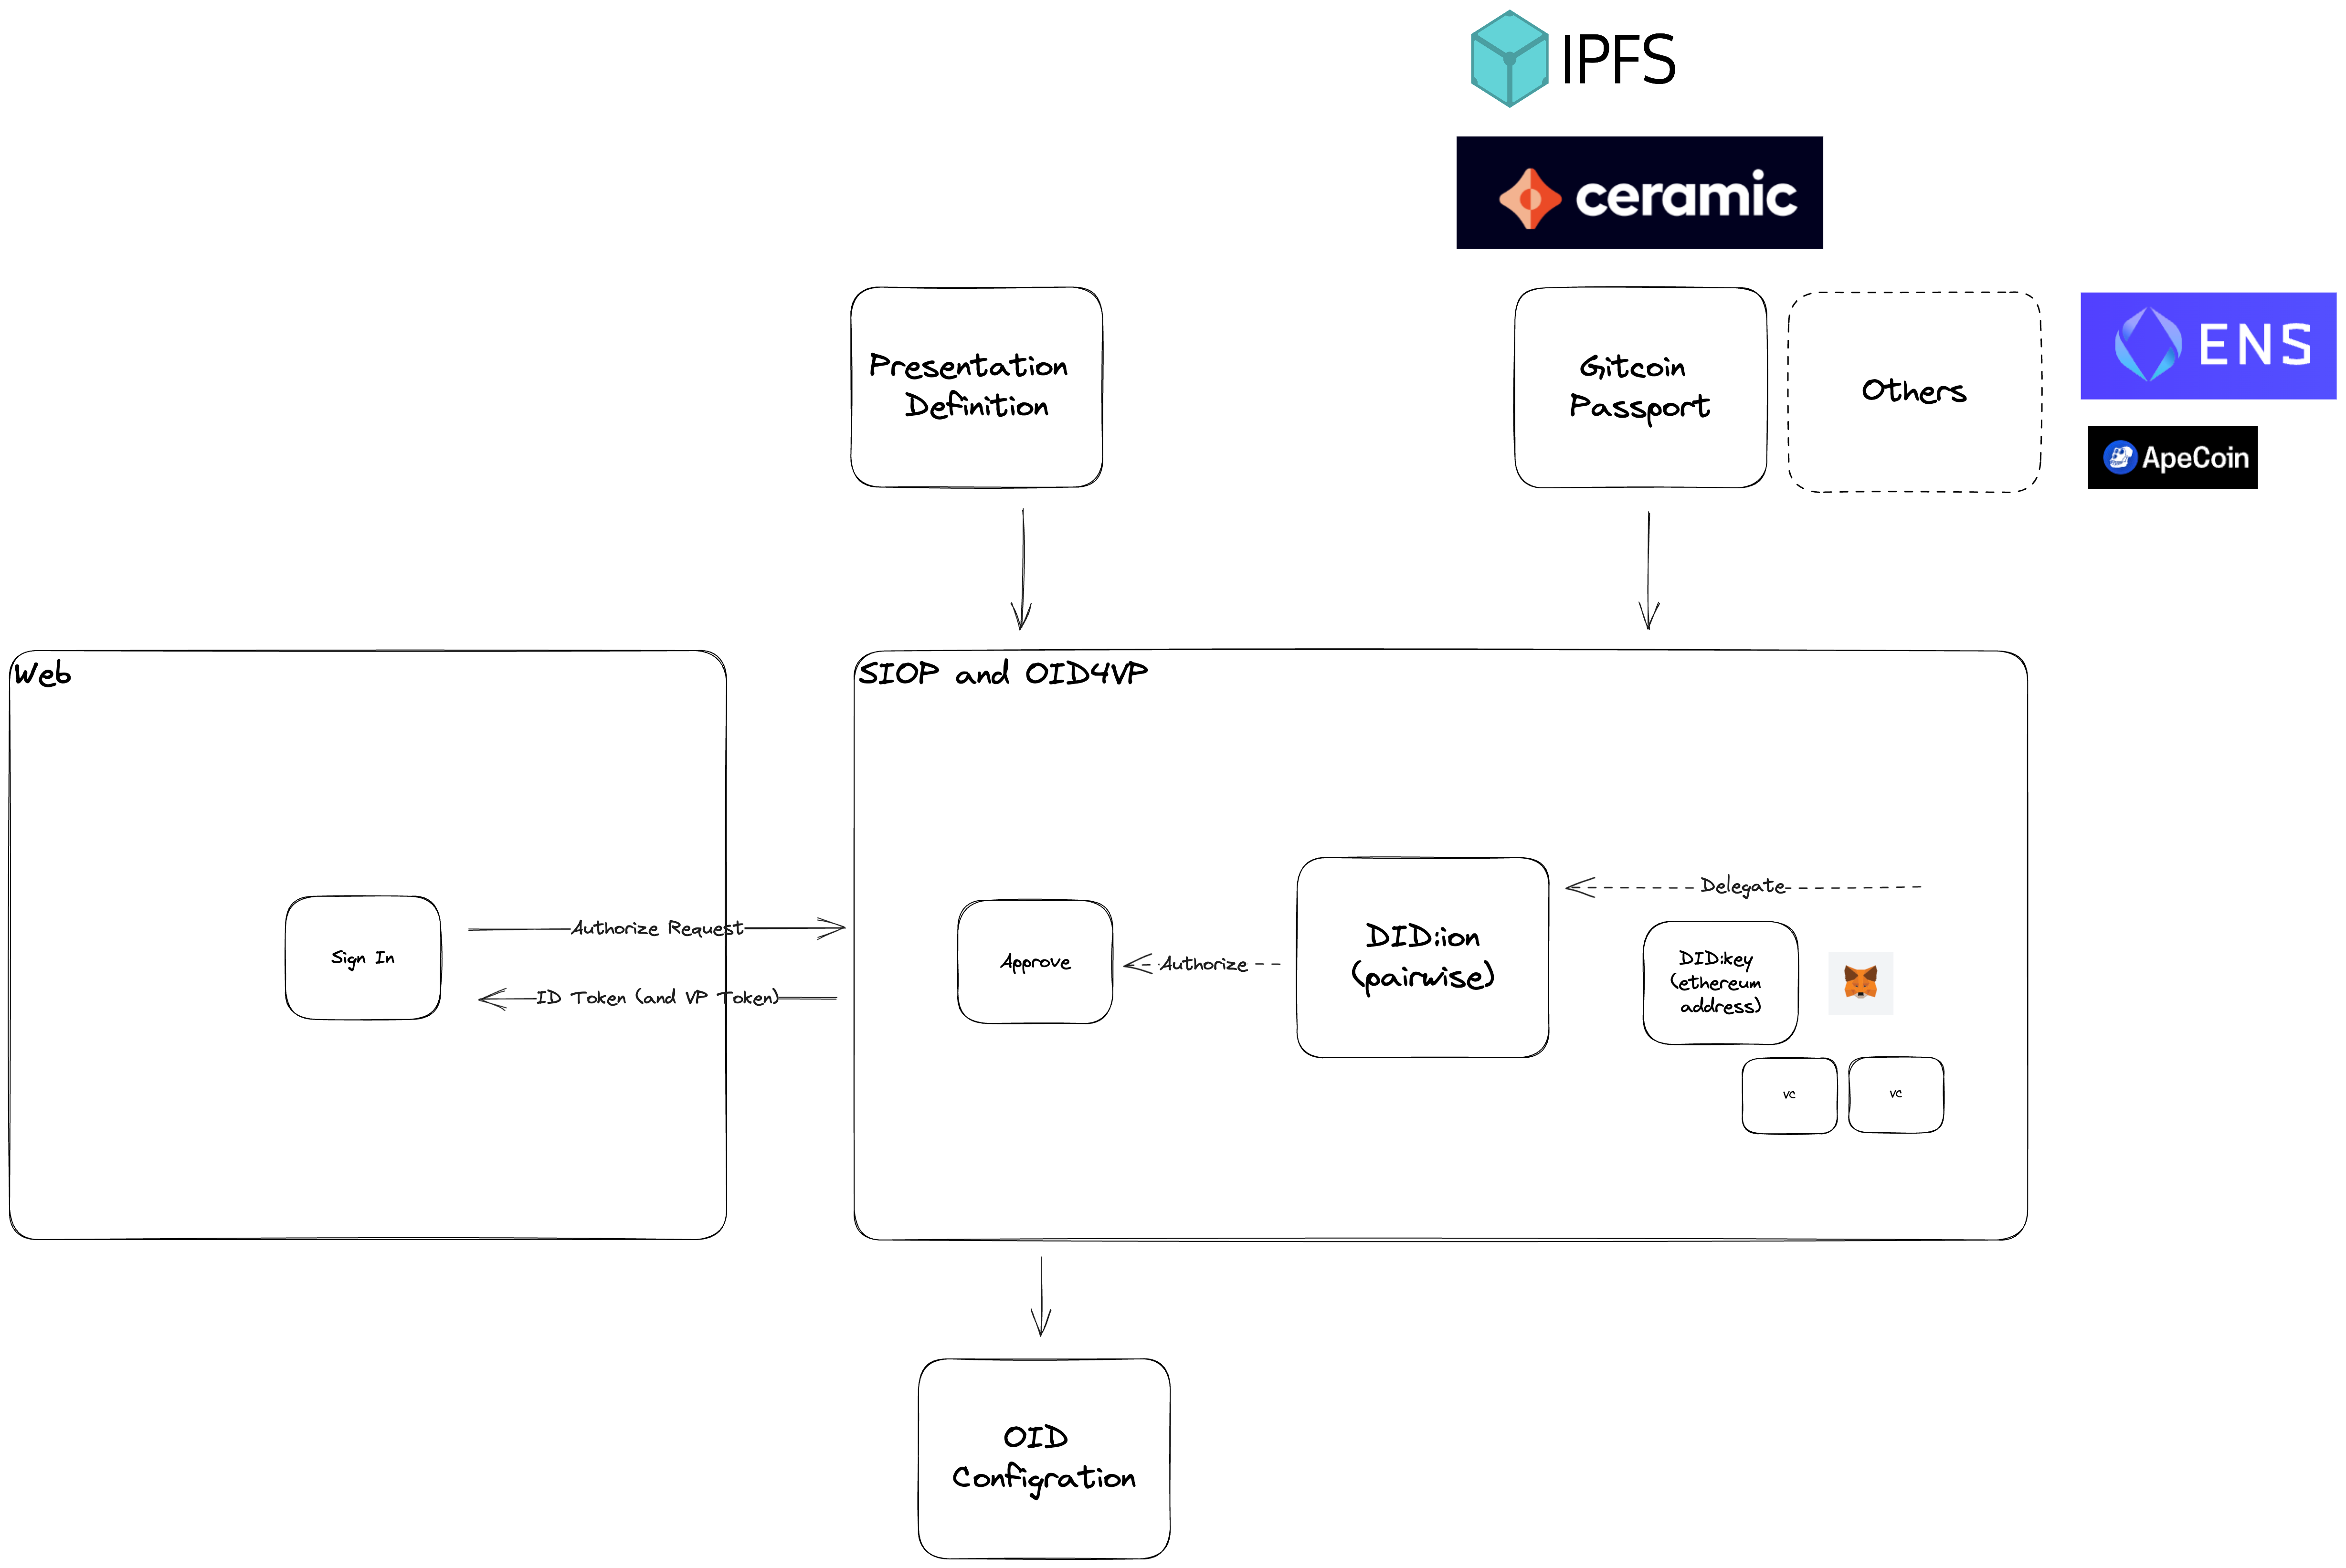 IPFS
ceramic
Presentation
Definition
Gitcoin
Passport
Others
ENS
ApeCoin
Web
SIOP and OID4VP
Sign In
Authorize Request
ID Token (and VP Token)
Approve
Authorize
DID:ion
(pairwise)
Delegate
DID:key
(ethereum
address)
VC
VC
OID
Configration